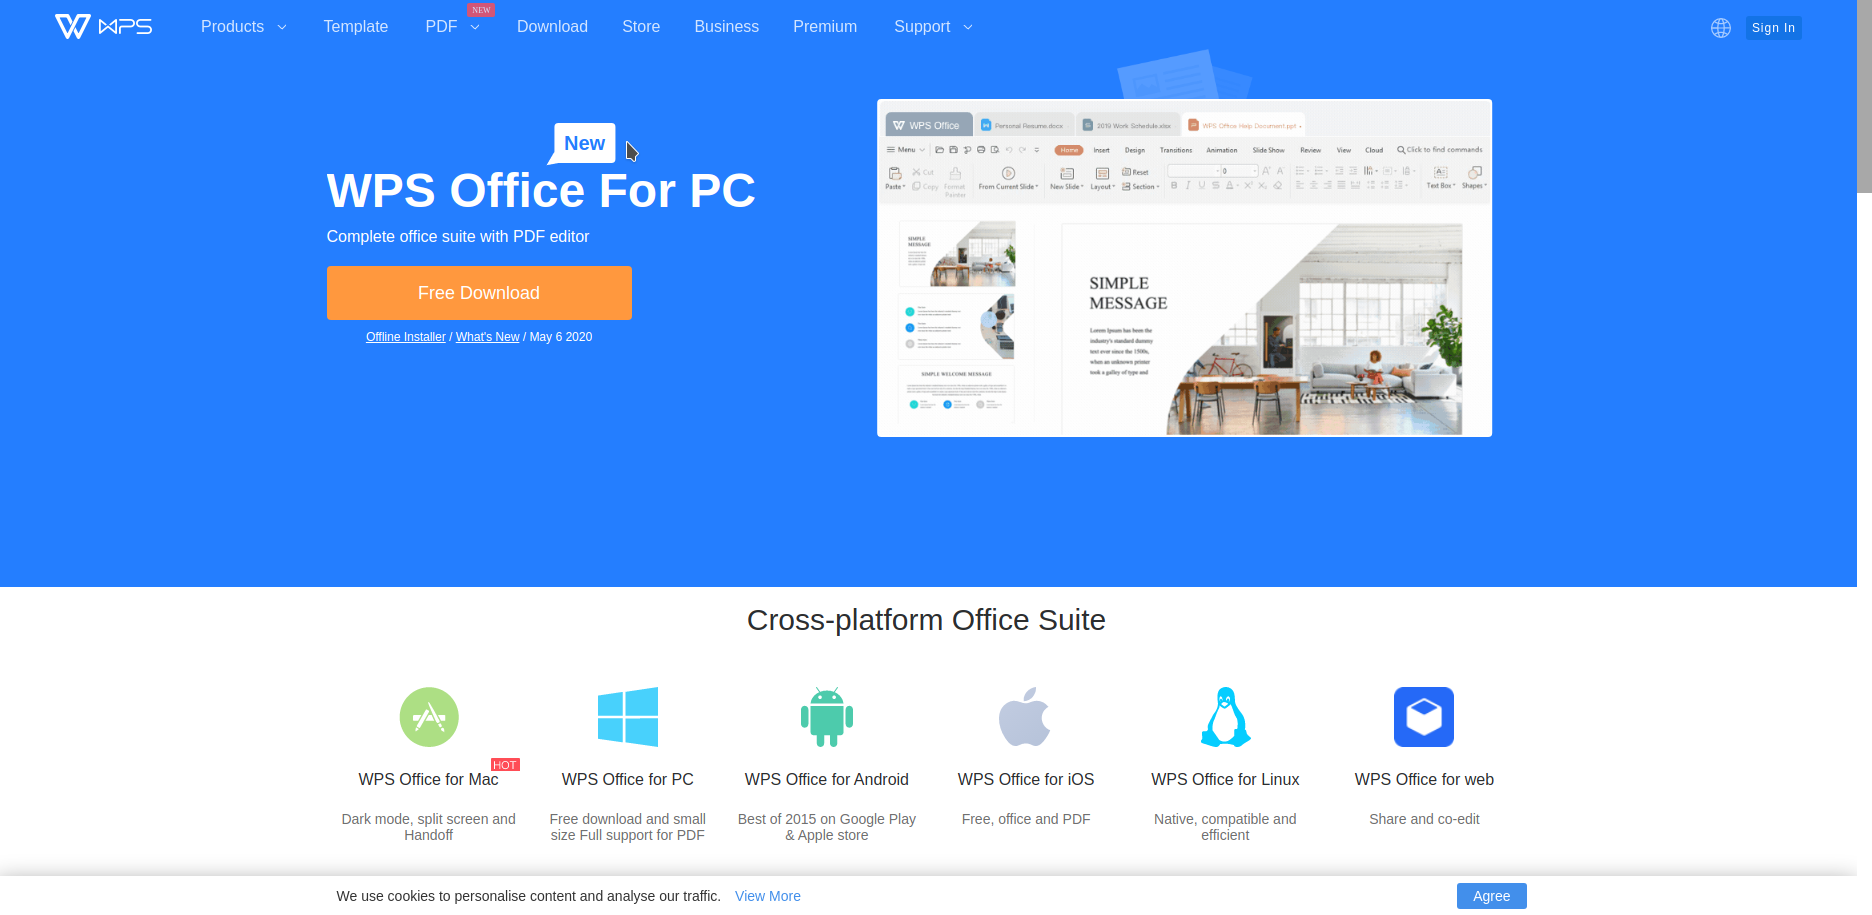 WPS
Products
Template
PDF
NEW
Download
Store
Business
Premium
Support
Sign In
New
WPS Office For PC
Complete office suite with PDF editor
Free Download
Offline Installer / What's New / May 6 2020
WPS Office
Personal Resume.docx
2019 Work Schedule.xlsx
WPS Office Help Document.ppt
Menu
Home
Insert
Design
Transitions
Animation
Slide Show
Review
View
Cloud
Click to find commands
Paste
Cut
Copy
Format
Painter
From Current Slide
New Slide
Layout
Reset
Section
0
Text Box
Shapes
SIMPLE
MESSAGE
SIMPLE WELCOME MESSAGE
SIMPLE
MESSAGE
Lorem Ipsum has been the
industry's standard dummy
text ever since the 1500s,
when an unknown printer
took a galley of type and
Cross-platform Office Suite
HOT
WPS Office for Mac
Dark mode, split screen and
Handoff
WPS Office for PC
Free download and small
size Full support for PDF
WPS Office for Android
Best of 2015 on Google Play
& Apple store
WPS Office for iOS
Free, office and PDF
WPS Office for Linux
Native, compatible and
efficient
WPS Office for web
Share and co-edit
We use cookies to personalise content and analyse our traffic. View More
Agree